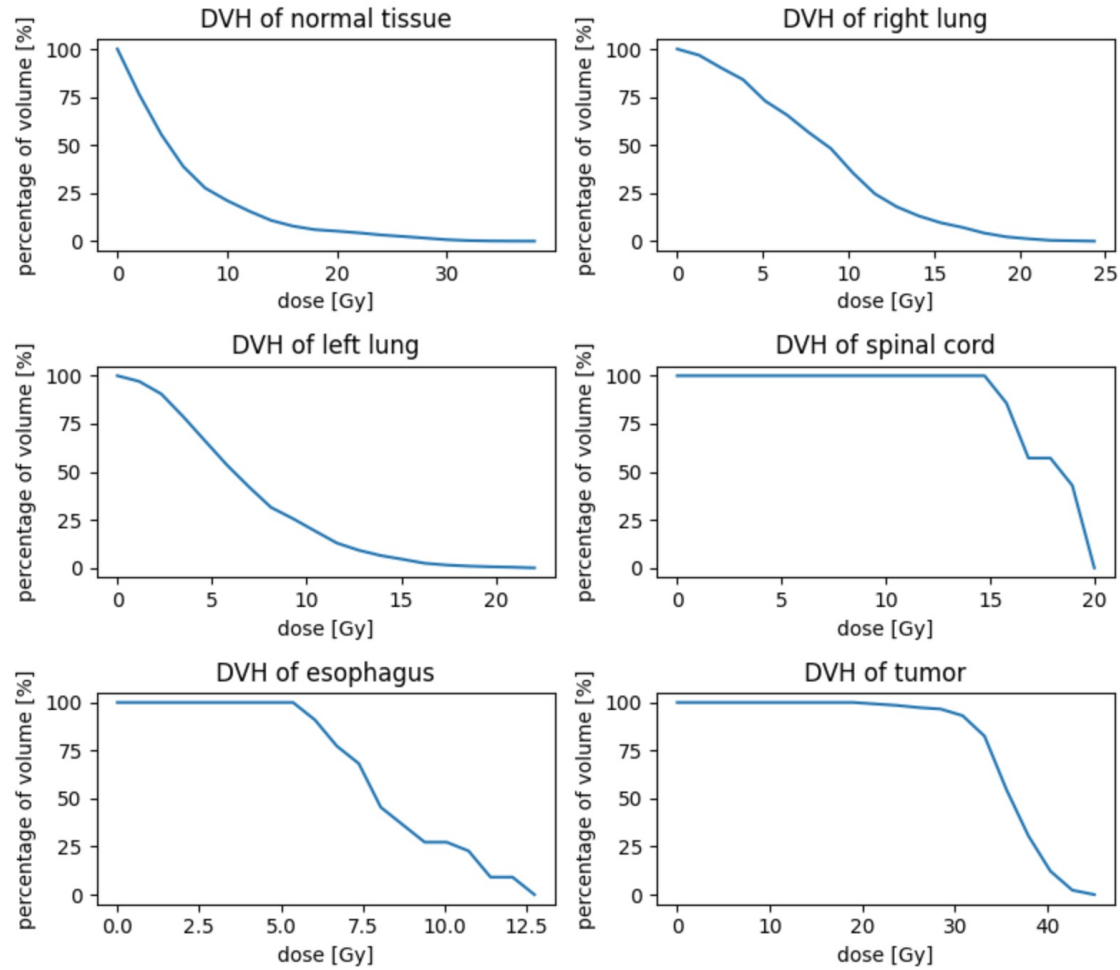 DVH of normal tissue
percentage of volume [%]
100
75
50
25
0
0 10 20 30
dose [Gy]
DVH of right lung
percentage of volume [%]
100
75
50
25
0
0 5 10 15 20 25
dose [Gy]
DVH of left lung
percentage of volume [%]
100
75
50
25
0
0 5 10 15 20
dose [Gy]
DVH of spinal cord
percentage of volume [%]
100
75
50
25
0
0 5 10 15 20
dose [Gy]
DVH of esophagus
percentage of volume [%]
100
75
50
25
0
0.0 2.5 5.0 7.5 10.0 12.5
dose [Gy]
DVH of tumor
percentage of volume [%]
100
75
50
25
0
0 10 20 30 40
dose [Gy]